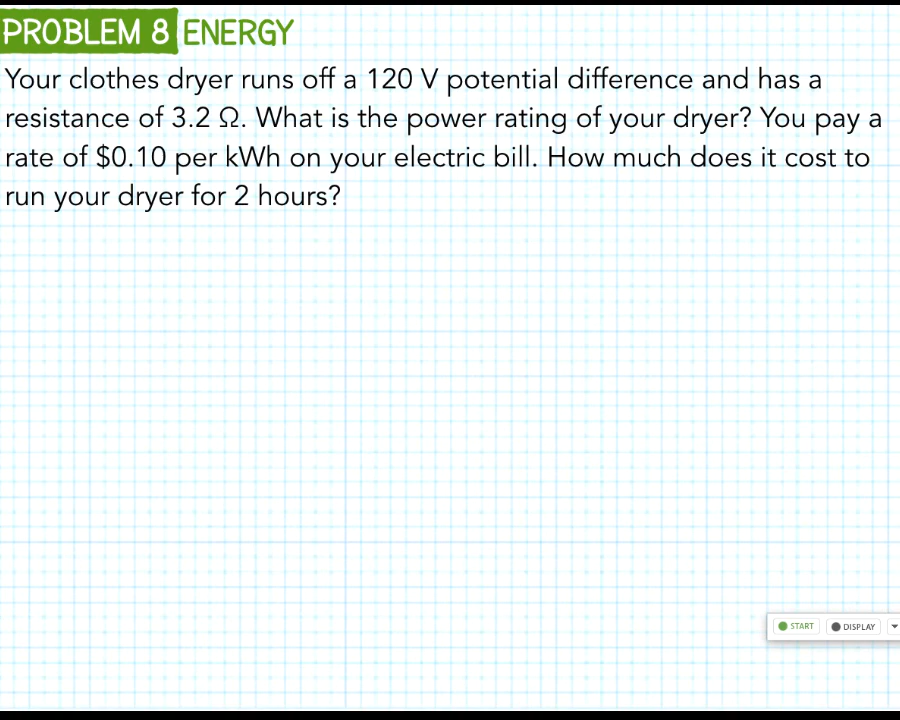 PROBLEM 8 ENERGY
Your clothes dryer runs off a 120 V potential difference and has a
resistance of 3.2 Ω. What is the power rating of your dryer? You pay a
rate of $0.10 per kWh on your electric bill. How much does it cost to
run your dryer for 2 hours?
START DISPLAY